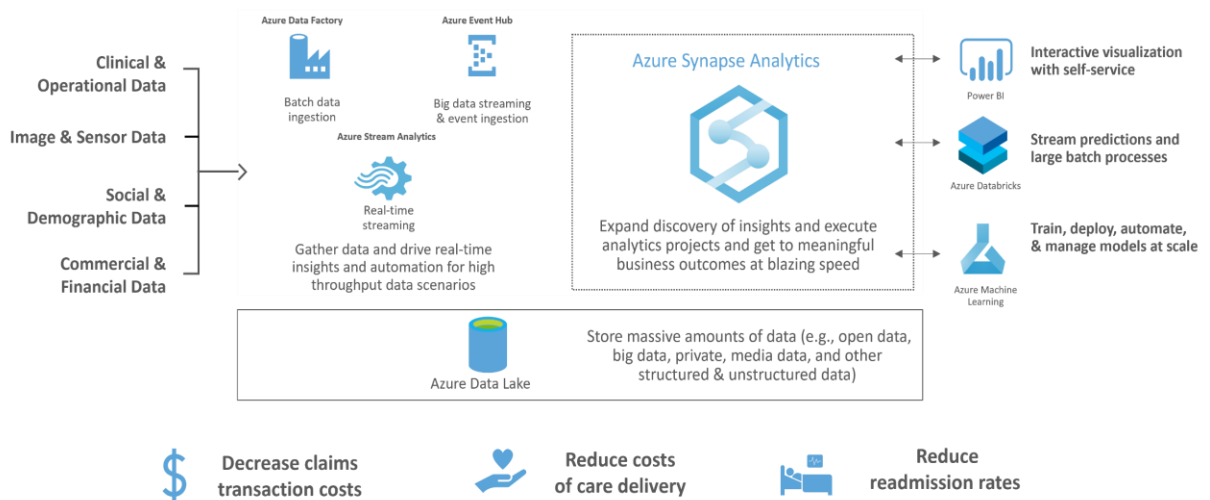 Clinical &
Operational Data
Image & Sensor Data
Social &
Demographic Data
Commercial &
Financial Data
Azure Data Factory
Batch data
ingestion
Azure Event Hub
Big data streaming
& event ingestion
Azure Stream Analytics
Real-time
streaming
Gather data and drive real-time
insights and automation for high
throughput data scenarios
Azure Synapse Analytics
Expand discovery of insights and execute
analytics projects and get to meaningful
business outcomes at blazing speed
Power BI
Interactive visualization
with self-service
Azure Databricks
Stream predictions and
large batch processes
Azure Machine
Learning
Train, deploy, automate,
& manage models at scale
Azure Data Lake
Store massive amounts of data (e.g., open data,
big data, private, media data, and other
structured & unstructured data)
Decrease claims
transaction costs
Reduce costs
of care delivery
Reduce
readmission rates